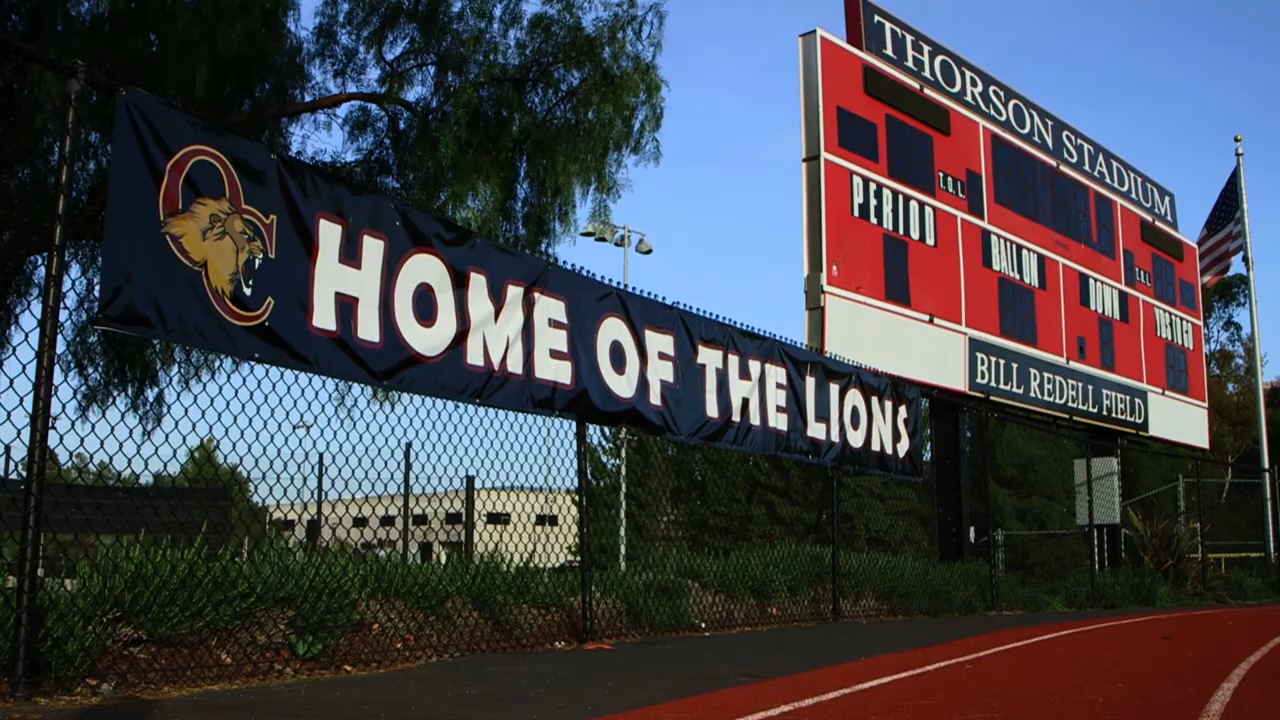 OC
HOME OF THE LIONS
THORSON STADIUM
T.O.L.
T.O.L.
PERIOD
BALL ON
DOWN
YDS TO GO
BILL REDELL FIELD